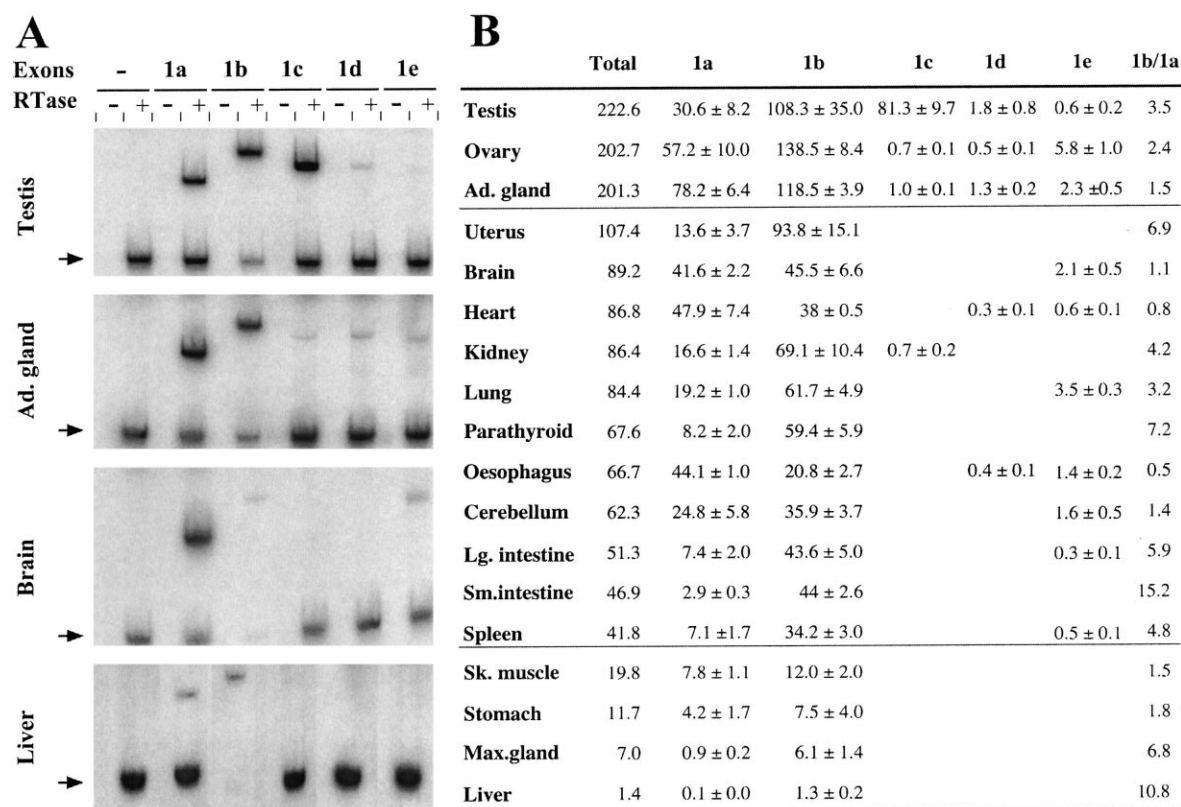 A
Exons - 1a 1b 1c 1d 1e
RTase - + - + - + - + - + - +
Testis
Ad. gland
Brain
Liver
B
Total 1a 1b 1c 1d 1e 1b/1a
Testis 222.6 30.6 ± 8.2 108.3 ± 35.0 81.3 ± 9.7 1.8 ± 0.8 0.6 ± 0.2 3.5
Ovary 202.7 57.2 ± 10.0 138.5 ± 8.4 0.7 ± 0.1 0.5 ± 0.1 5.8 ± 1.0 2.4
Ad. gland 201.3 78.2 ± 6.4 118.5 ± 3.9 1.0 ± 0.1 1.3 ± 0.2 2.3 ±0.5 1.5
Uterus 107.4 13.6 ± 3.7 93.8 ± 15.1 6.9
Brain 89.2 41.6 ± 2.2 45.5 ± 6.6 2.1 ± 0.5 1.1
Heart 86.8 47.9 ± 7.4 38 ± 0.5 0.3 ± 0.1 0.6 ± 0.1 0.8
Kidney 86.4 16.6 ± 1.4 69.1 ± 10.4 0.7 ± 0.2 4.2
Lung 84.4 19.2 ± 1.0 61.7 ± 4.9 3.5 ± 0.3 3.2
Parathyroid 67.6 8.2 ± 2.0 59.4 ± 5.9 7.2
Oesophagus 66.7 44.1 ± 1.0 20.8 ± 2.7 0.4 ± 0.1 1.4 ± 0.2 0.5
Cerebellum 62.3 24.8 ± 5.8 35.9 ± 3.7 1.6 ± 0.5 1.4
Lg. intestine 51.3 7.4 ± 2.0 43.6 ± 5.0 0.3 ± 0.1 5.9
Sm.intestine 46.9 2.9 ± 0.3 44 ± 2.6 15.2
Spleen 41.8 7.1 ±1.7 34.2 ± 3.0 0.5 ± 0.1 4.8
Sk. muscle 19.8 7.8 ± 1.1 12.0 ± 2.0 1.5
Stomach 11.7 4.2 ± 1.7 7.5 ± 4.0 1.8
Max.gland 7.0 0.9 ± 0.2 6.1 ± 1.4 6.8
Liver 1.4 0.1 ± 0.0 1.3 ± 0.2 10.8